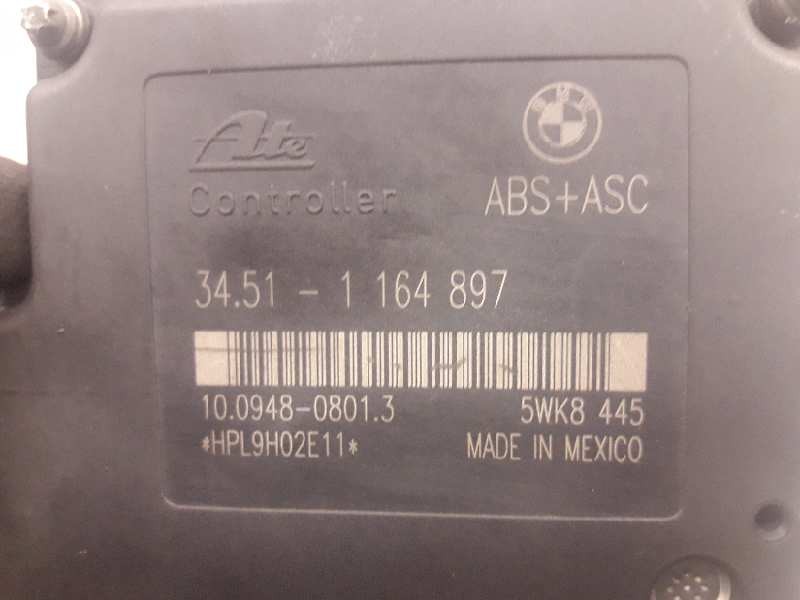 Ate
BMW
Controller
ABS+ASC
34.51 - 1 164 897
10.0948-0801.3
5WK8 445
*HPL9H02E11*
MADE IN MEXICO